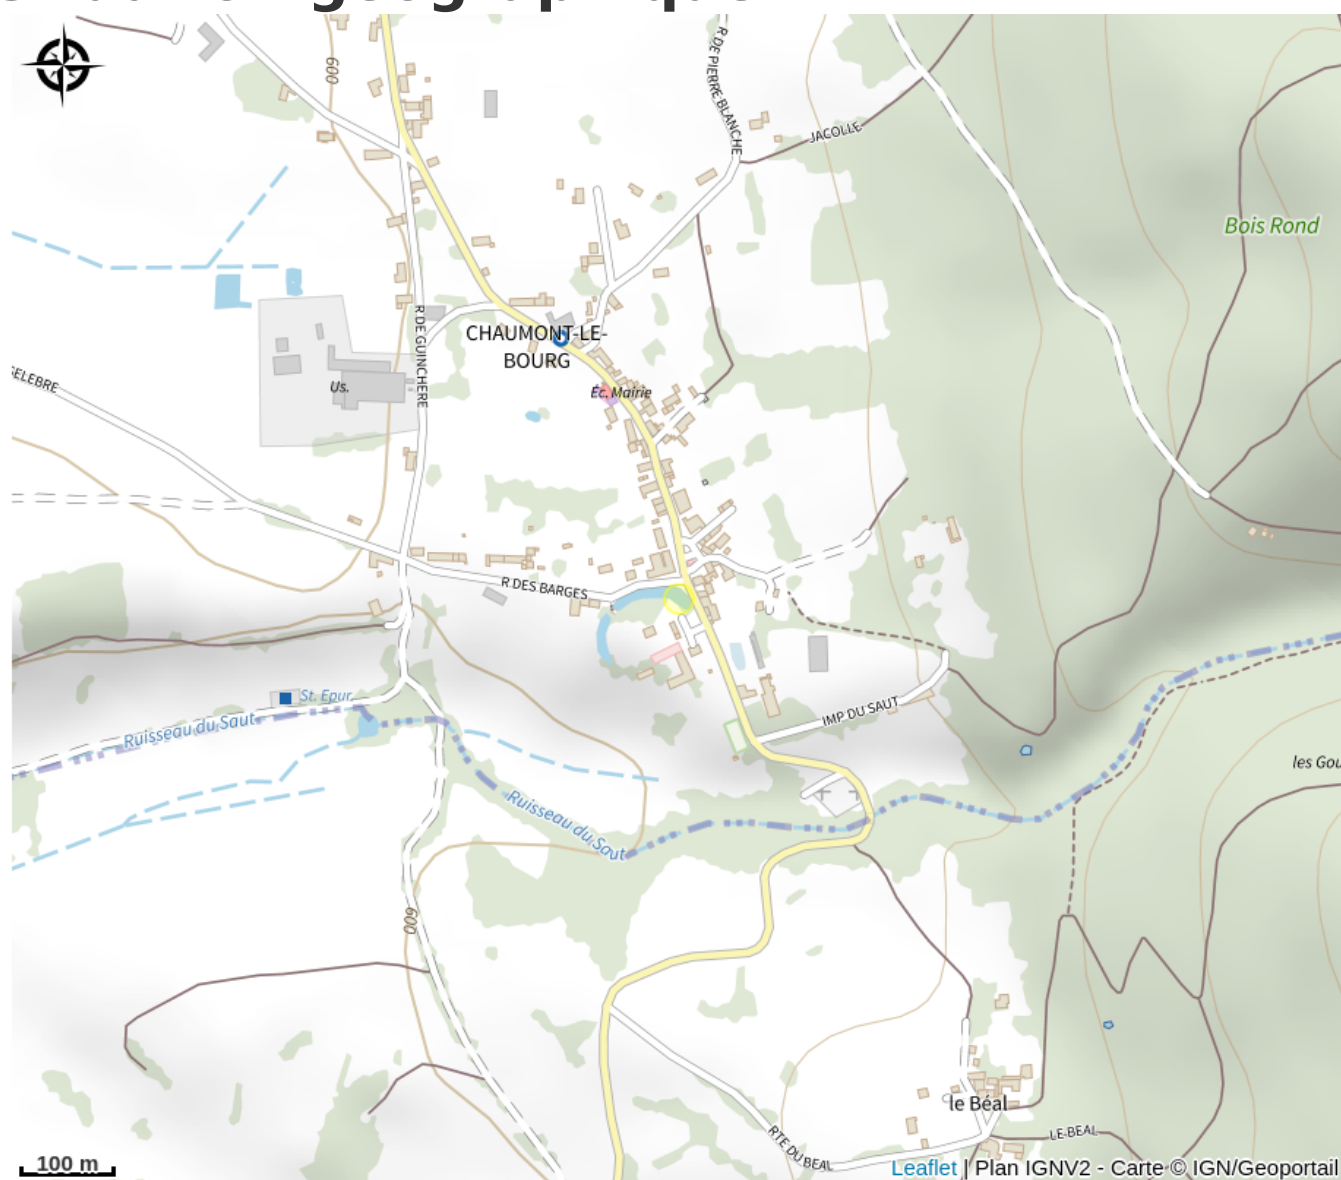 600
R DE PIERRE BLANCHE
JACOLLE
Bois Rond
R DE GUINCHERE
CHAUMONT-LE-
BOURG
Us.
Éc. Mairie
R DES BARGES
St. Epur.
Ruisseau du Saut
IMP DU SAUT
les Gou
Ruisseau du Saut
600
le Béal
LE BEAL
RTE DU BEAL
100 m
Leaflet | Plan IGNV2 - Carte © IGN/Geoportail